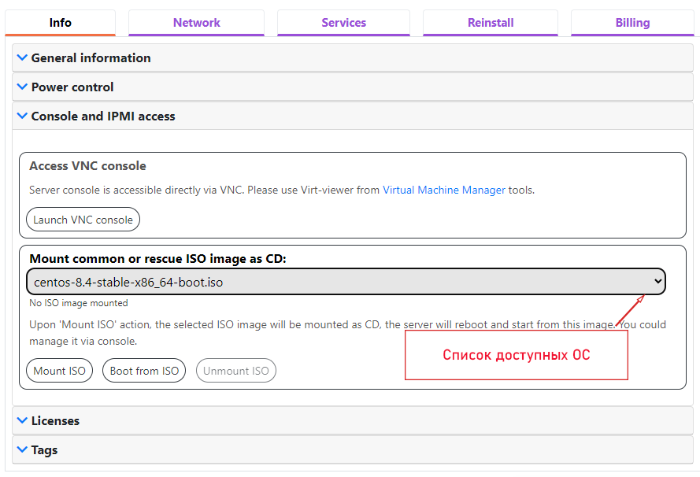 Info Network Services Reinstall Billing
General information
Power control
Console and IPMI access
Access VNC console
Server console is accessible directly via VNC. Please use Virt-viewer from Virtual Machine Manager tools.
Launch VNC console
Mount common or rescue ISO image as CD:
centos-8.4-stable-x86_64-boot.iso
No ISO image mounted
Upon 'Mount ISO' action, the selected ISO image will be mounted as CD, the server will reboot and start from this image. You could
manage it via console.
Список доступных ОС
Mount ISO Boot from ISO Unmount ISO
Licenses
Tags